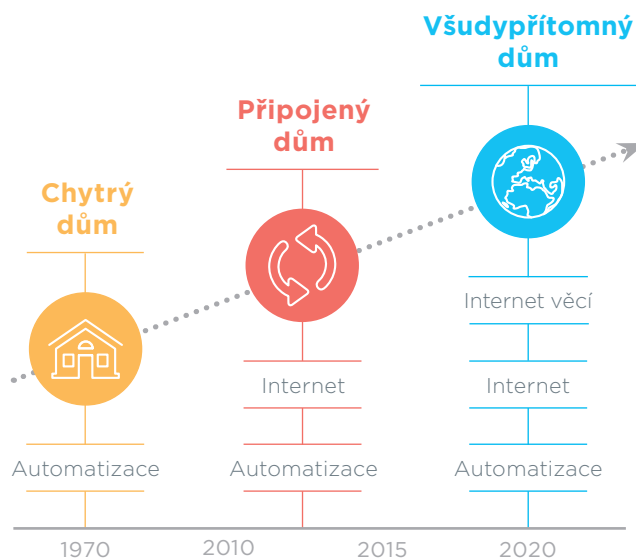 Všudypřítomný
dům
Připojený
dům
Chytrý
dům
Internet věcí
Internet
Internet
Automatizace
Automatizace
Automatizace
1970
2010
2015
2020